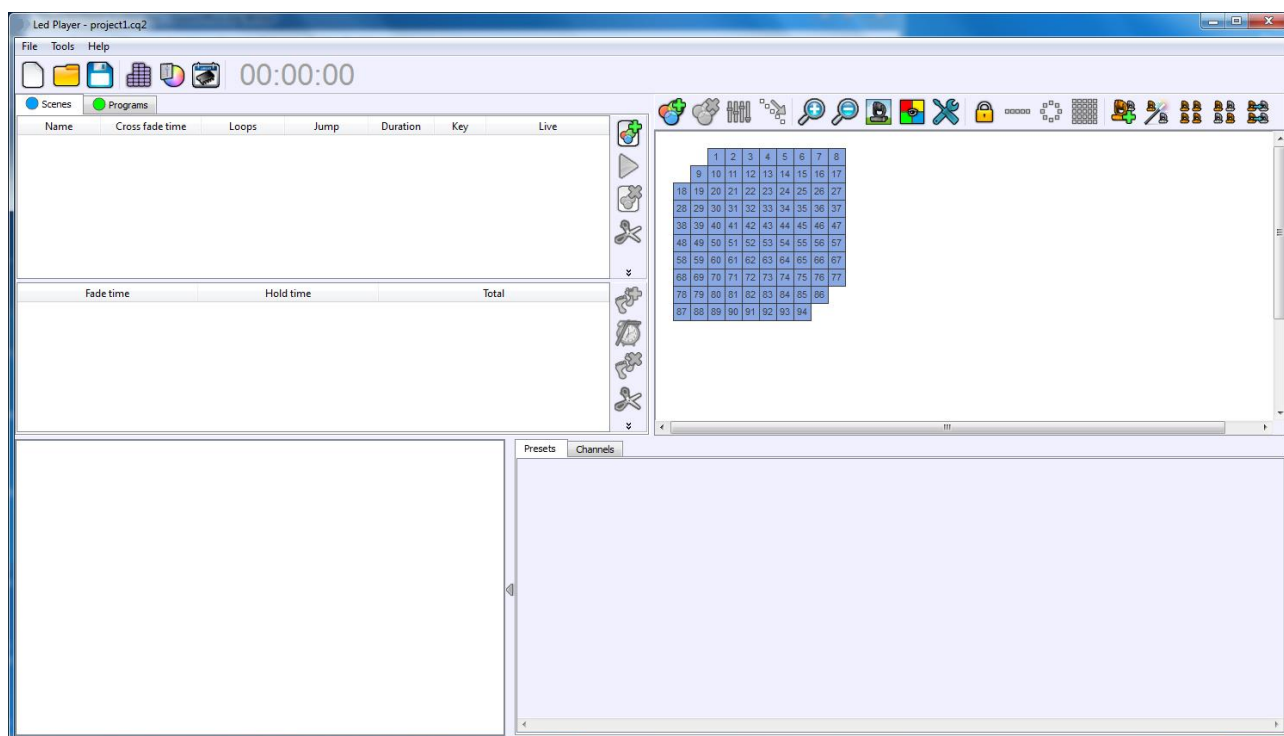 Led Player - project1.cq2
File Tools Help
00:00:00
Scenes Programs
Name Cross fade time Loops Jump Duration Key Live
1 2 3 4 5 6 7 8
9 10 11 12 13 14 15 16 17
18 19 20 21 22 23 24 25 26 27
28 29 30 31 32 33 34 35 36 37
38 39 40 41 42 43 44 45 46 47
48 49 50 51 52 53 54 55 56 57
58 59 60 61 62 63 64 65 66 67
68 69 70 71 72 73 74 75 76 77
78 79 80 81 82 83 84 85 86
87 88 89 90 91 92 93 94
Fade time Hold time Total
Presets Channels